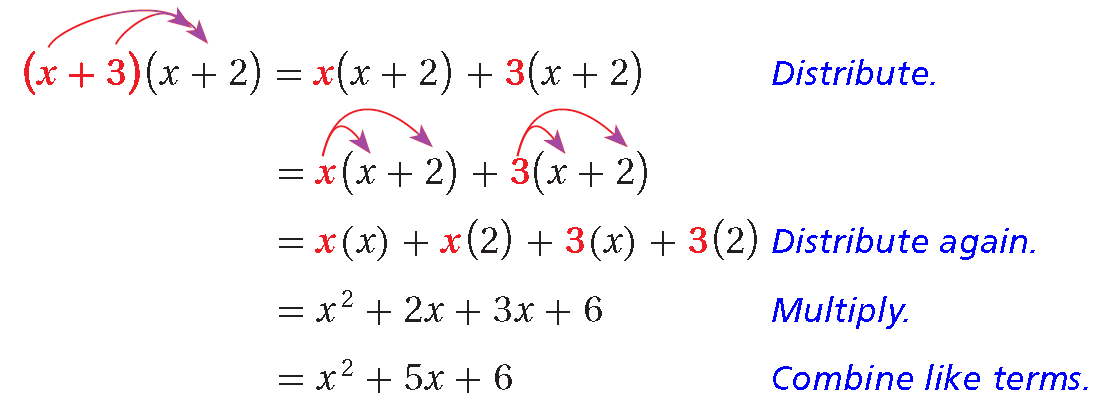 (x + 3)(x + 2) = x(x + 2) + 3(x + 2) Distribute.
= x(x + 2) + 3(x + 2)
= x(x) + x(2) + 3(x) + 3(2) Distribute again.
= x² + 2x + 3x + 6 Multiply.
= x² + 5x + 6 Combine like terms.